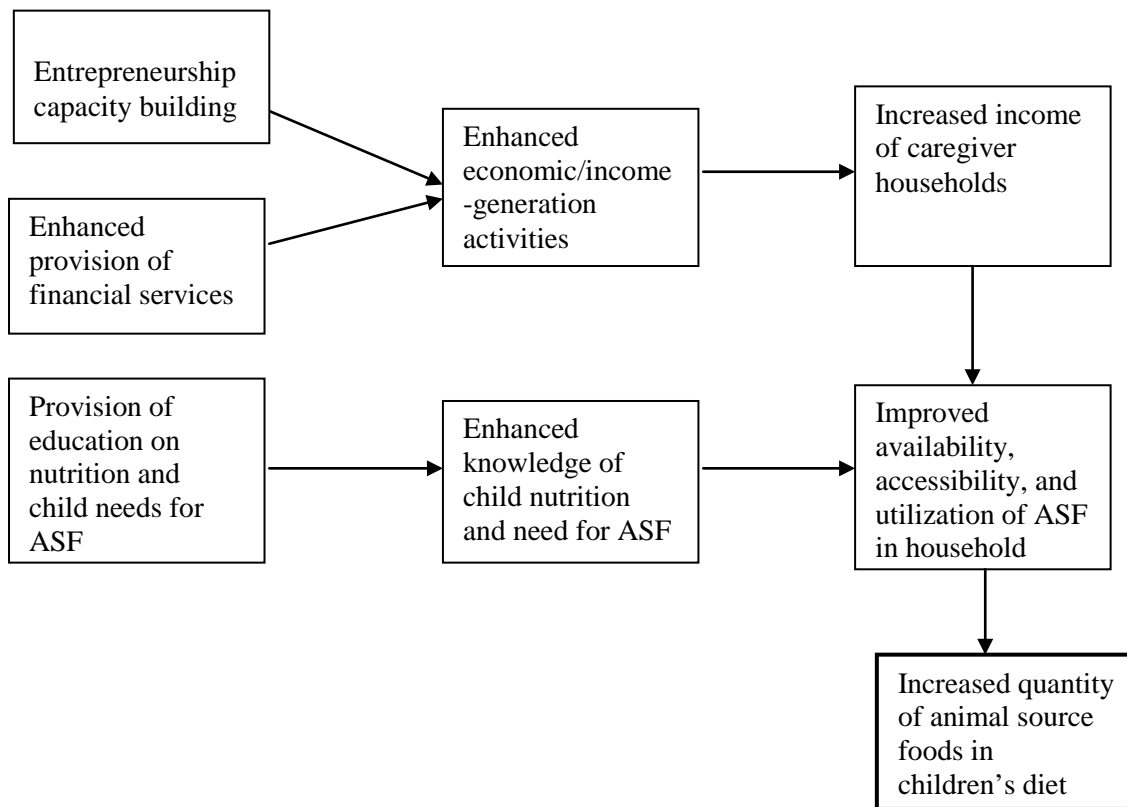 Entrepreneurship
capacity building
Enhanced
provision of
financial services
Enhanced
economic/income
-generation
activities
Increased income
of caregiver
households
Provision of
education on
nutrition and
child needs for
ASF
Enhanced
knowledge of
child nutrition
and need for ASF
Improved
availability,
accessibility, and
utilization of ASF
in household
Increased quantity
of animal source
foods in
children’s diet